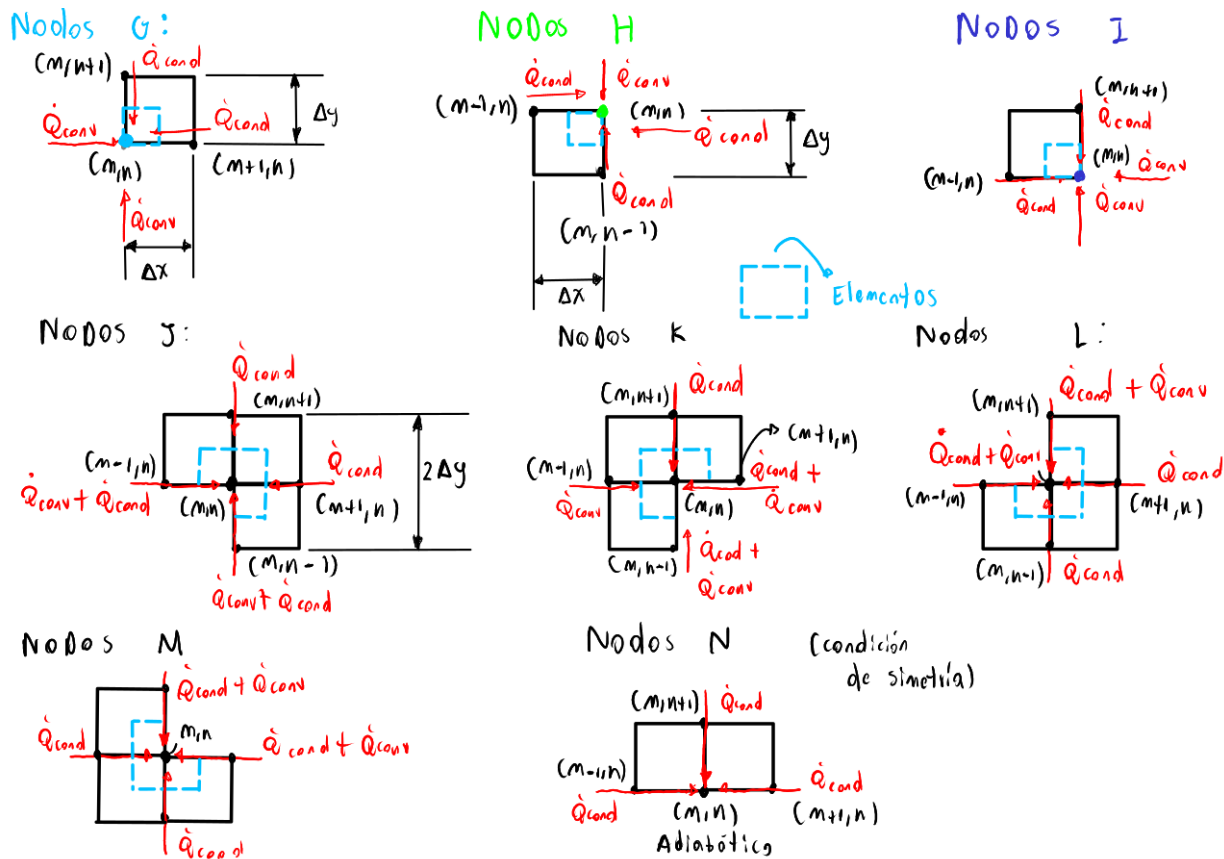 Nodos G:
(m,n+1)
Q̇cond
Q̇conv
Q̇cond
Δy
(m,n)
(m+1,n)
Q̇conv
Δx
NODOS H
Q̇cond
Q̇conv
(m-1,n)
(m,n)
Q̇cond
Δy
Q̇cond
(m,n-1)
Δx
NODOS I
(m,n+1)
Q̇cond
(m,n)
Q̇conv
(m-1,n)
Q̇cond
Q̇conv
Elementos
NODOS J:
Q̇cond
(m,n+1)
(m-1,n)
Q̇cond
2Δy
Q̇conv + Q̇cond
(m,n)
(m+1,n)
(m,n-1)
Q̇conv + Q̇cond
NODOS K
(m,n+1)
Q̇cond
(m+1,n)
(m-1,n)
Q̇cond +
Q̇conv
Q̇conv
(m,n)
(m,n-1)
Q̇cod +
Q̇conv
Nodos L:
Q̇cond + Q̇conv
(m,n+1)
Q̇cond + Q̇conv
Q̇cond
(m-1,n)
(m+1,n)
(m,n-1)
Q̇cond
NODOS M
Q̇cond + Q̇conv
m,n
Q̇cond
Q̇cond + Q̇conv
Q̇cond
Nodos N
(condición
de simetría)
(m,n+1)
Q̇cond
(m-1,n)
Q̇cond
Q̇cond
(m,n)
(m+1,n)
Adiabótico